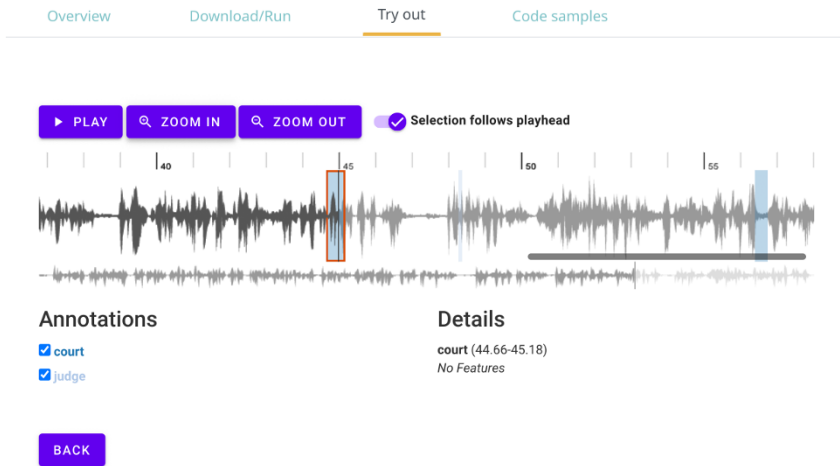 Overview Download/Run Try out Code samples
PLAY ZOOM IN ZOOM OUT Selection follows playhead
40 45 50 55
Annotations
court
judge
Details
court (44.66-45.18)
No Features
BACK